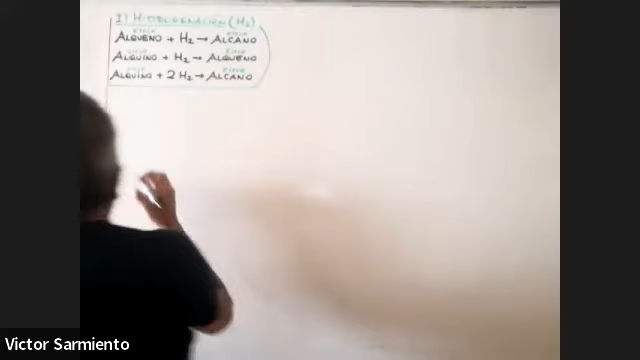 I) HIDROGENACIÓN (H₂)
ALQUENO + H₂ → ALCANO
ALQUINO + H₂ → ALQUENO
ALQUINO + 2 H₂ → ALCANO
Victor Sarmiento